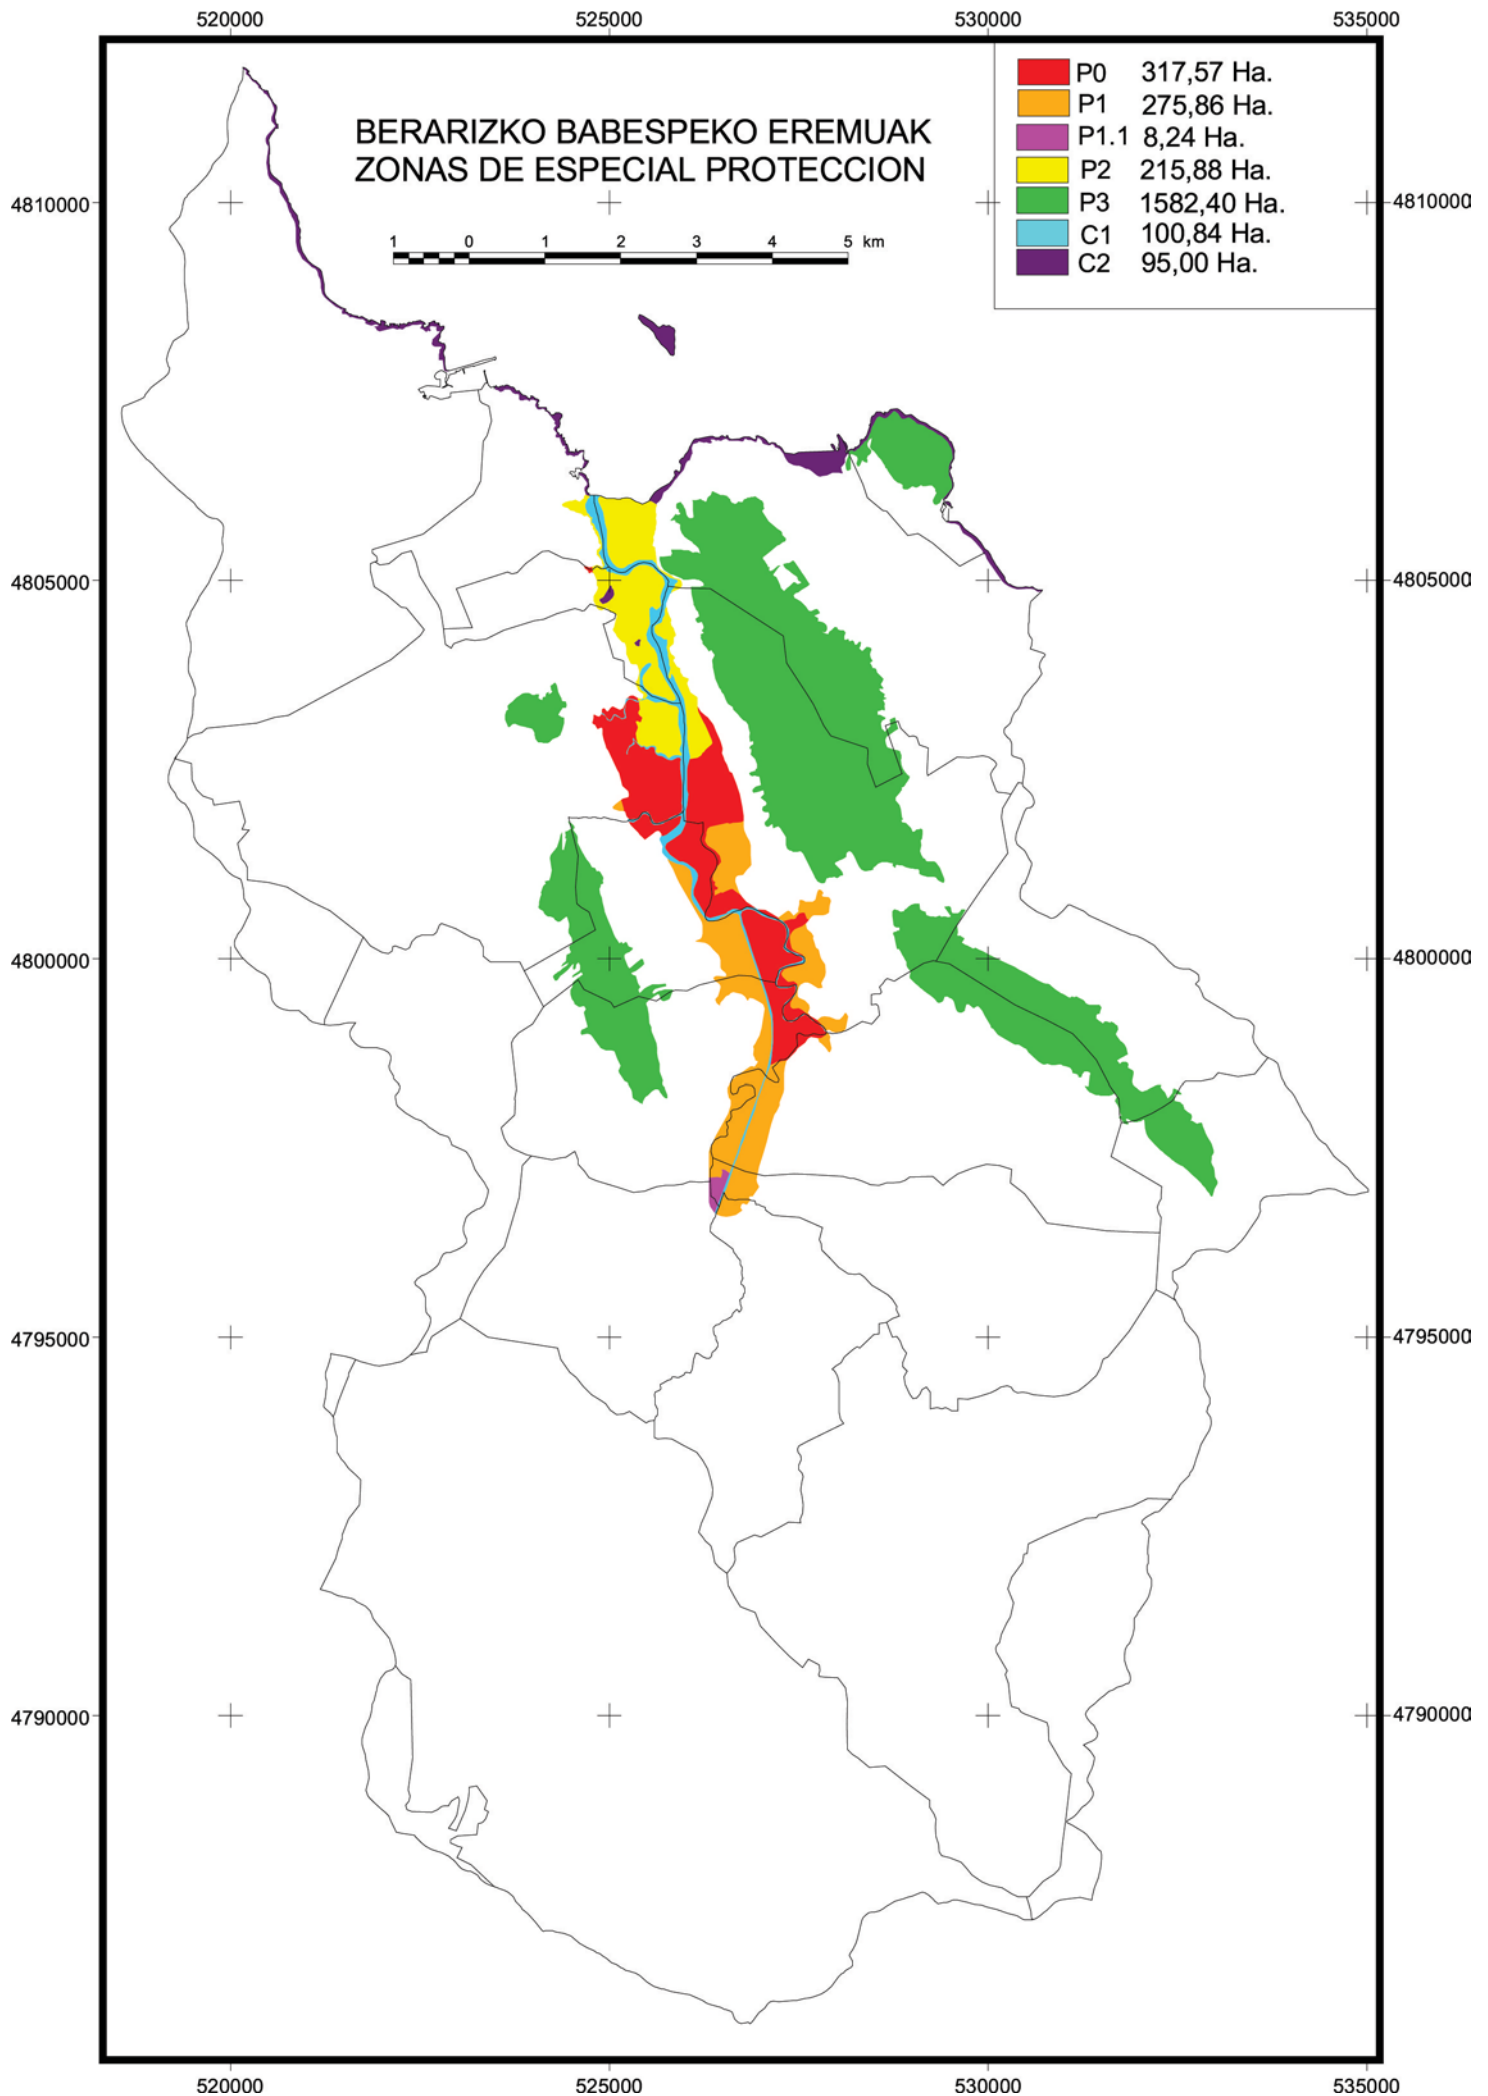 520000 525000 530000 535000
P0 317,57 Ha.
P1 275,86 Ha.
P1.1 8,24 Ha.
P2 215,88 Ha.
P3 1582,40 Ha.
C1 100,84 Ha.
C2 95,00 Ha.
BERARIZKO BABESPEKO EREMUAK
ZONAS DE ESPECIAL PROTECCION
1 0 1 2 3 4 5 km
4810000 4810000
4805000 4805000
4800000 4800000
4795000 4795000
4790000 4790000
520000 525000 530000 535000